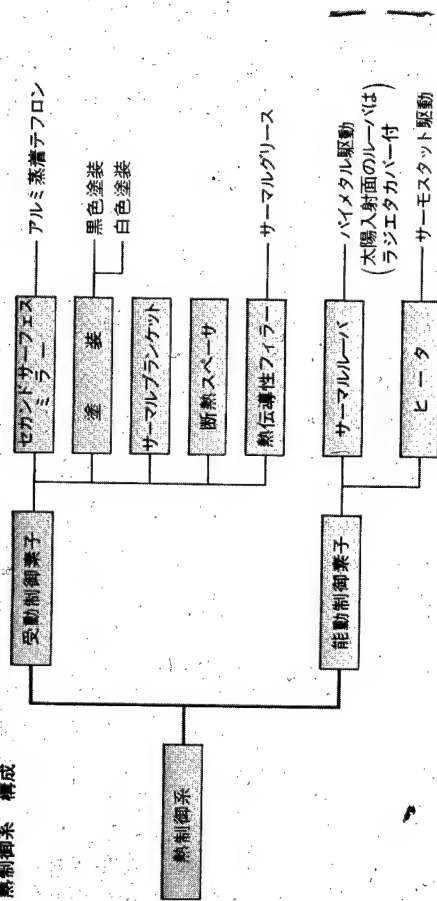 熱制御系 構成
熱制御系
受動制御素子
セカンドサーフェス
ミラー
アルミ蒸着テフロン
塗装
黒色塗装
白色塗装
サーマルブランケット
断熱スペーサ
熱伝導性フィラー
サーマルグリース
能動制御素子
サーマルルーバ
バイメタル駆動
(太陽入射面のルーバは
ラジエタカバー付)
ヒータ
サーモスタット駆動